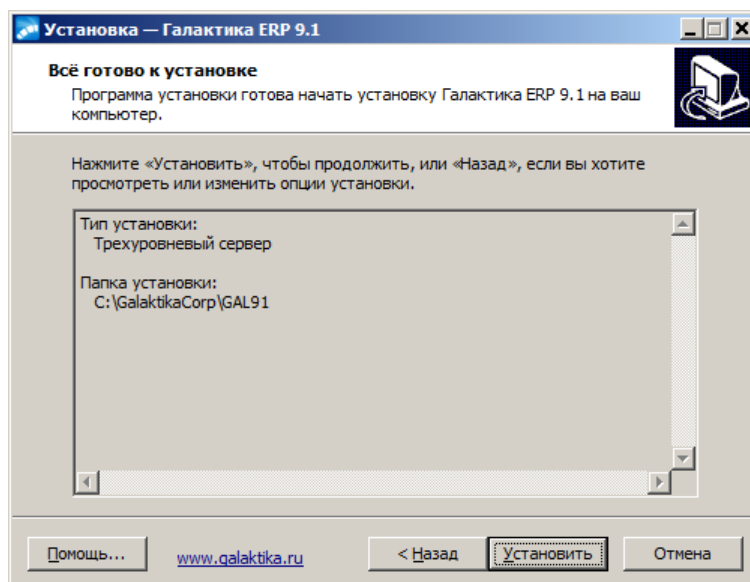 Установка — Галактика ERP 9.1
Всё готово к установке
Программа установки готова начать установку Галактика ERP 9.1 на ваш
компьютер.
Нажмите «Установить», чтобы продолжить, или «Назад», если вы хотите
просмотреть или изменить опции установки.
Тип установки:
Трехуровневый сервер
Папка установки:
C:\GalaktikaCorp\GAL91
Помощь...
www.galaktika.ru
< Назад
Установить
Отмена